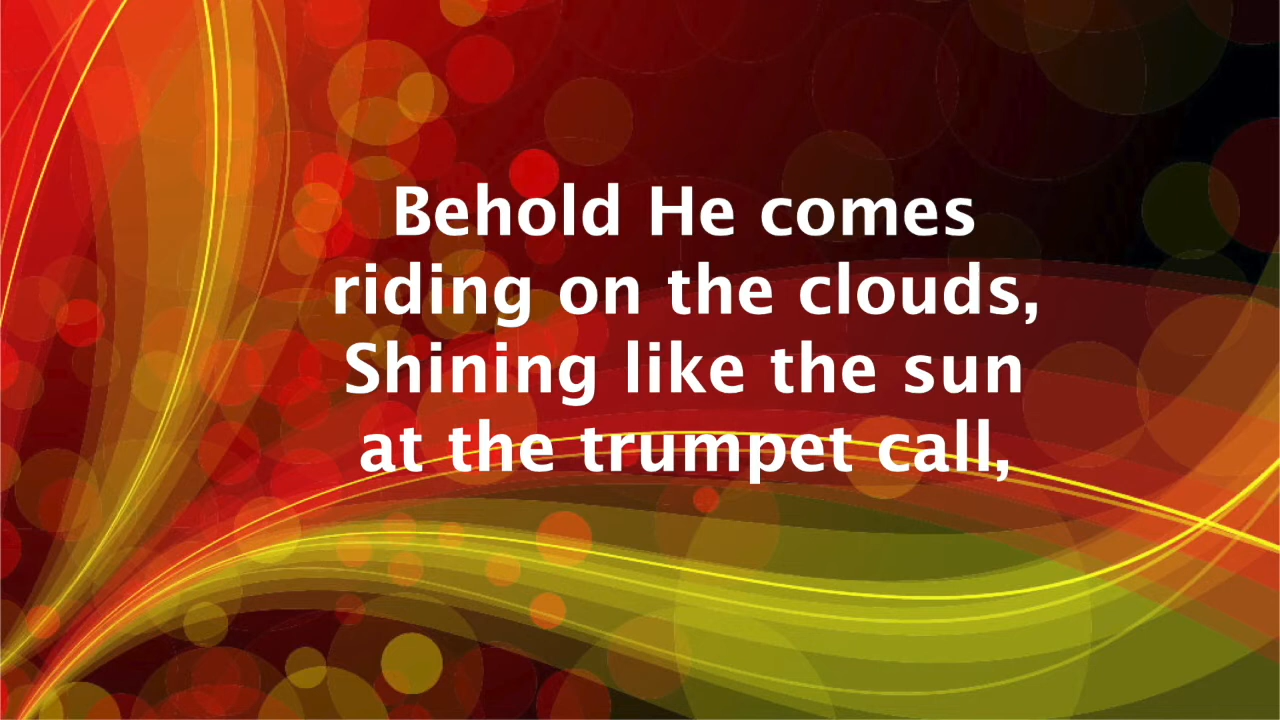 Behold He comes
riding on the clouds,
Shining like the sun
at the trumpet call,